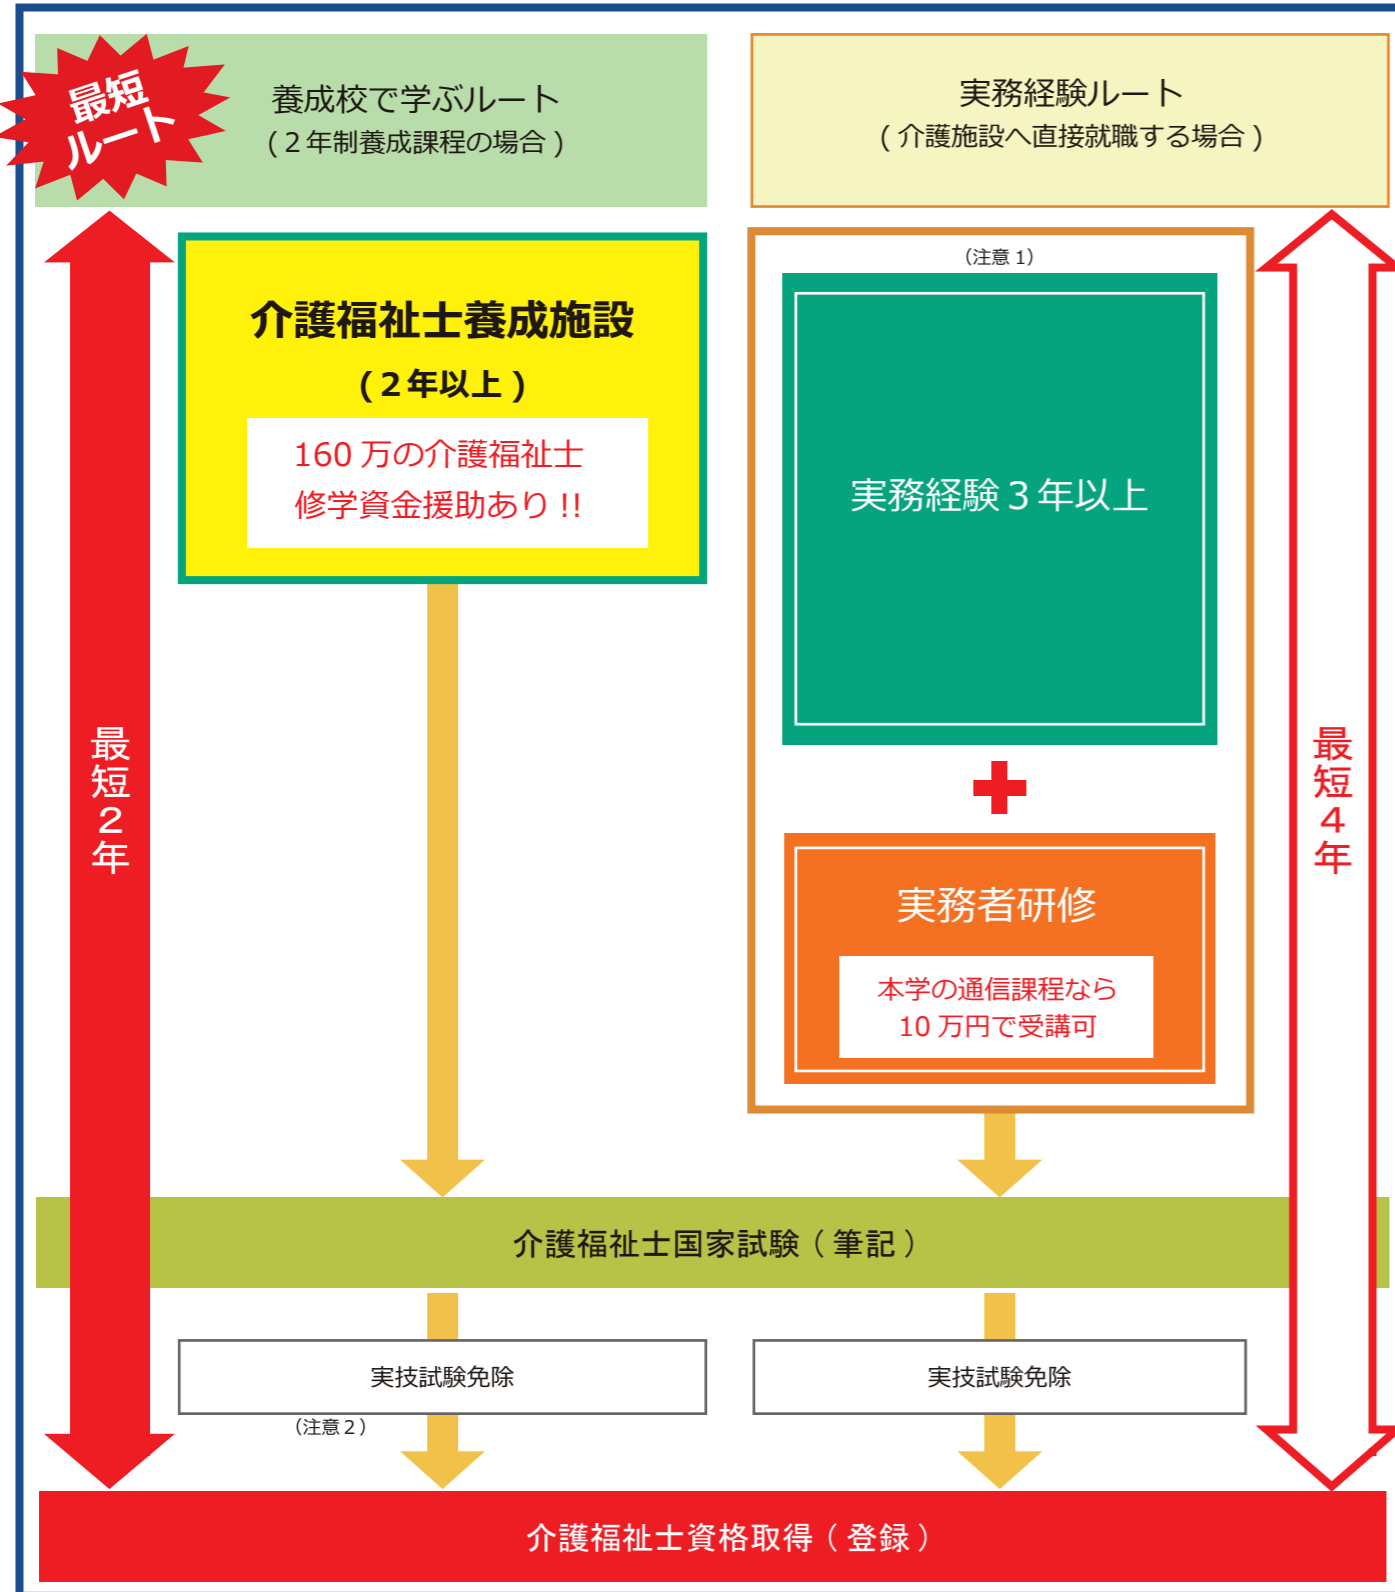 最短
ルート
養成校で学ぶルート
(２年制養成課程の場合)
実務経験ルート
(介護施設へ直接就職する場合)
介護福祉士養成施設
(２年以上)
160 万の介護福祉士
修学資金援助あり !!
最短２年
(注意 1)
実務経験３年以上
実務者研修
本学の通信課程なら
10 万円で受講可
最短４年
介護福祉士国家試験（筆記）
実技試験免除
実技試験免除
(注意２)
介護福祉士資格取得（登録）